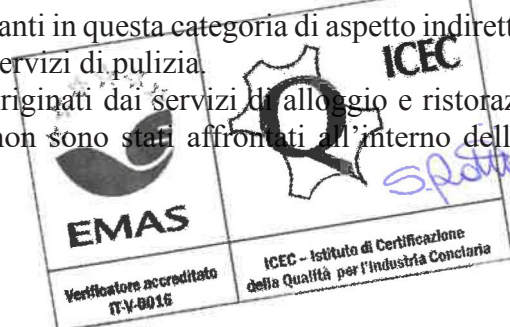 anti in questa categoria di aspetto indirett
ervizi di pulizia.
riginati dai servizi di alloggio e ristoraz
non sono stati affrontati all'interno dell
EMAS
Verificatore accreditato
IT-V-0016
ICEC
Q
ICEC – Istituto di Certificazione
della Qualità per l'Industria Conciaria